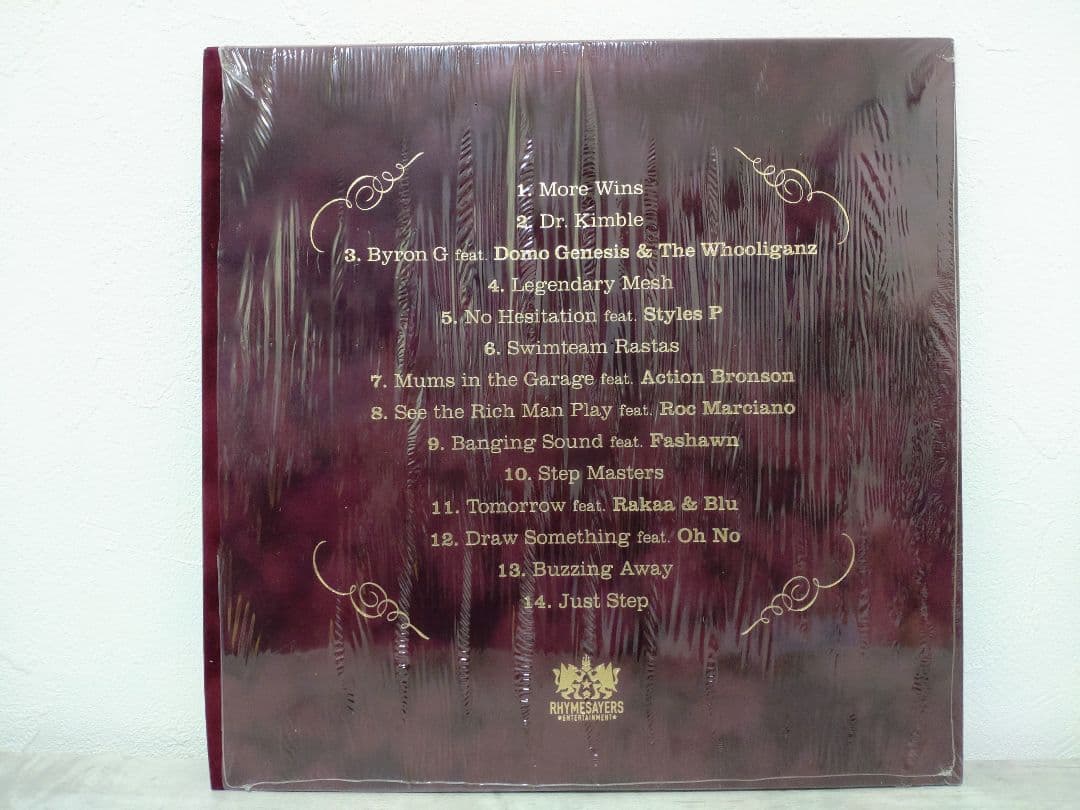 1. More Wins
2. Dr. Kimble
3. Byron G feat. Domo Genesis & The Whooliganz
4. Legendary Mesh
5. No Hesitation feat. Styles P
6. Swimteam Rastas
7. Mums in the Garage feat. Action Bronson
8. See the Rich Man Play feat. Roc Marciano
9. Banging Sound feat. Fashawn
10. Step Masters
11. Tomorrow feat. Rakaa & Blu
12. Draw Something feat. Oh No
13. Buzzing Away
14. Just Step
RHYMESAYERS
ENTERTAINMENT